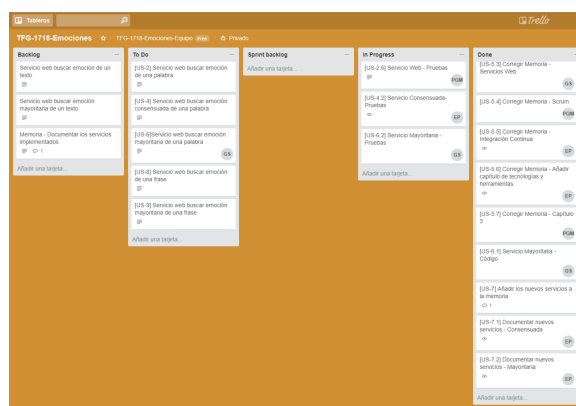 Tableros
Trello
TFG-1718-Emociones
TFG-1718-Emociones-Equipo Free
Privado
Backlog
Servicio web buscar emoción de un
texto
Servicio web buscar emoción
mayoritaria de un texto
Memoria - Documentar los servicios
implementados
1
Añadir una tarjeta...
To Do
[US-2] Servicio web buscar emoción
de una palabra
[US-4] Servicio web buscar emoción
consensuada de una palabra
[US-6]Servicio web buscar emoción
mayoritaria de una palabra
GS
[US-8] Servicio web buscar emoción
de una frase
[US-9] Servicio web buscar emoción
mayoritaria de una frase
Añadir una tarjeta...
Sprint backlog
Añadir una tarjeta...
In Progress
[US-2.6] Servicio Web - Pruebas
PGM
[US-4.2] Servicio Consensuada-
Pruebas
EP
[US-6.2] Servicio Mayoritaria -
Pruebas
GS
Añadir una tarjeta...
Done
[US-5.3] Corregir Memoria -
Servicios Web
GS
[US-5.4] Corregir Memoria - Scrum
PGM
[US-5.5] Corregir Memoria -
Integración Continua
EP
[US-5.6] Corregir Memoria - Añadir
capítulo de tecnologías y
herramientas.
EP
[US-5.7] Corregir Memoria - Capítulo
3
PGM
[US-6.1] Servicio Mayoritatia -
Código
GS
[US-7] Añadir los nuevos servicios a
la memoria
1
[US-7.1] Documentar nuevos
servicios - Consensuada
EP
[US-7.2] Documentar nuevos
servicios - Mayoritaria
EP
Añadir una tarjeta...